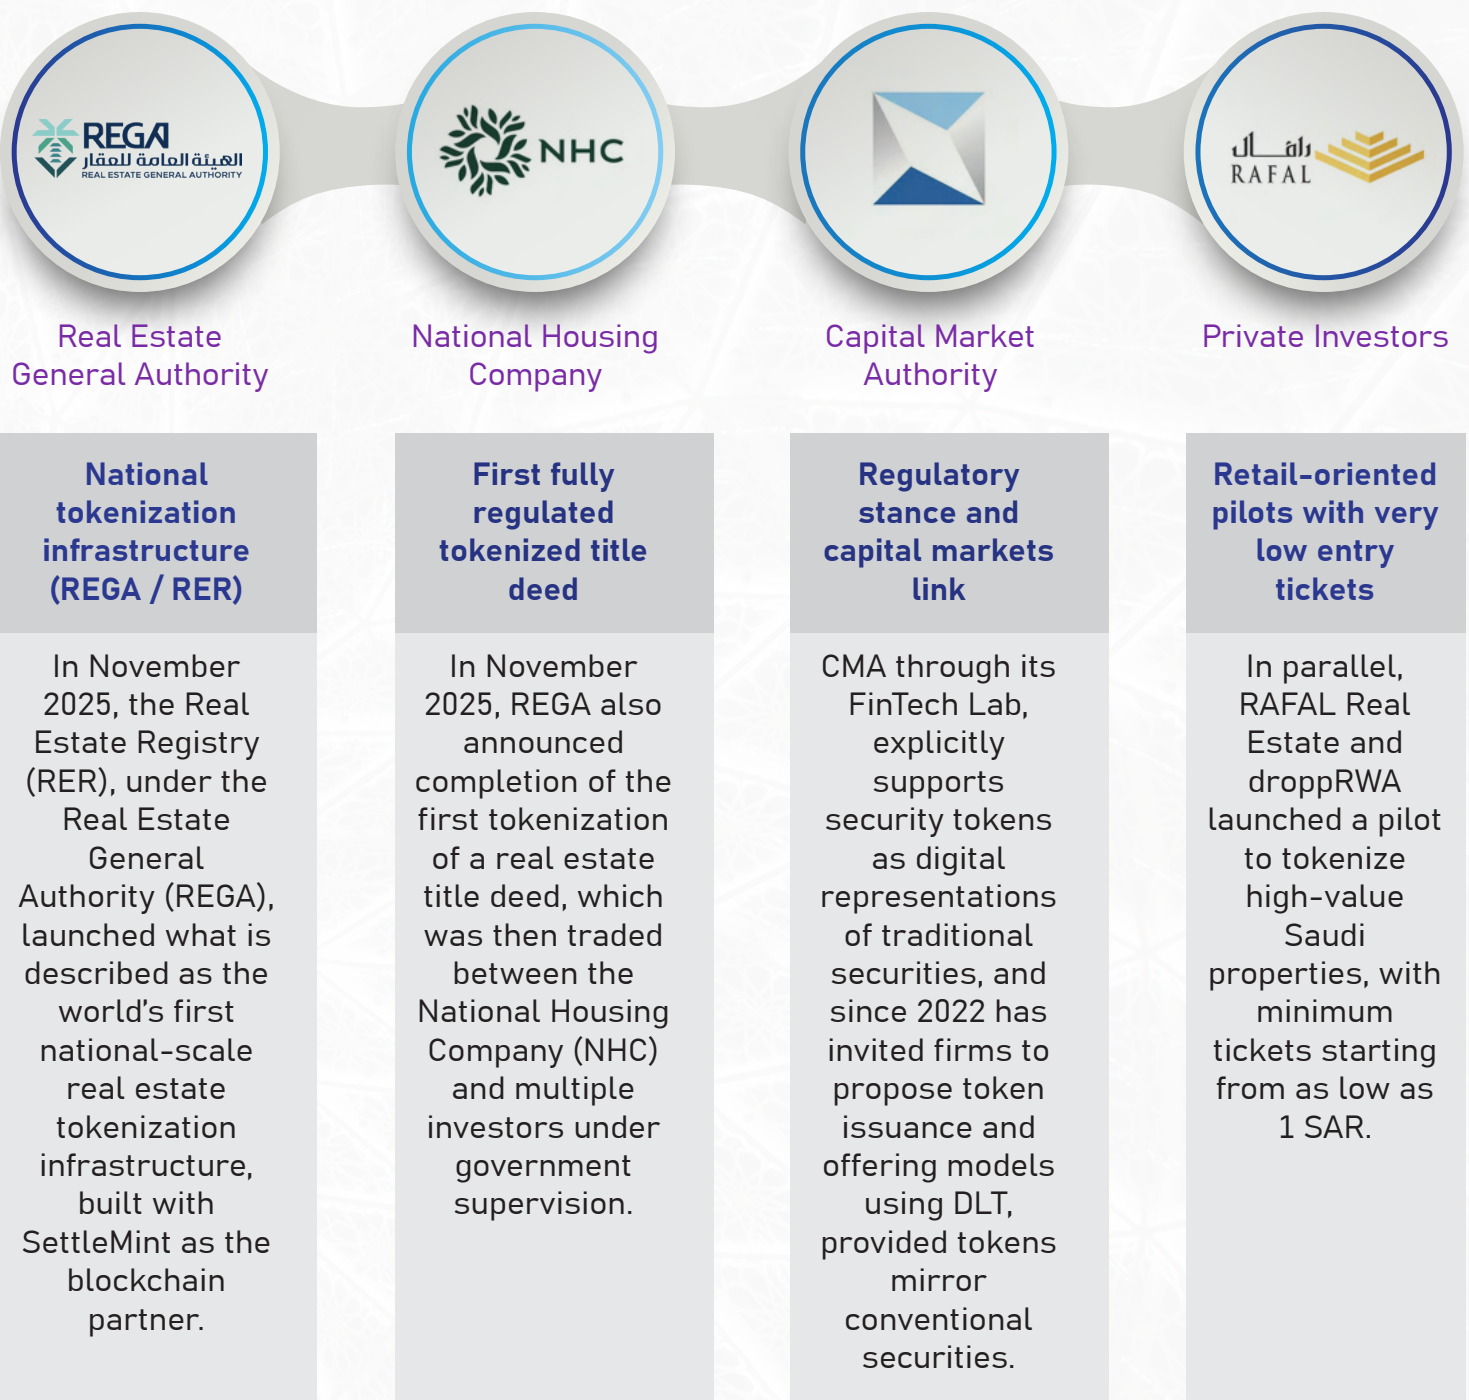 REGA
الهيئة العامة للعقار
REAL ESTATE GENERAL AUTHORITY
NHC
رافال
RAFAL
Real Estate
General Authority
National Housing
Company
Capital Market
Authority
Private Investors
National
tokenization
infrastructure
(REGA / RER)
In November
2025, the Real
Estate Registry
(RER), under the
Real Estate
General
Authority (REGA),
launched what is
described as the
world’s first
national-scale
real estate
tokenization
infrastructure,
built with
SettleMint as the
blockchain
partner.
First fully
regulated
tokenized title
deed
In November
2025, REGA also
announced
completion of the
first tokenization
of a real estate
title deed, which
was then traded
between the
National Housing
Company (NHC)
and multiple
investors under
government
supervision.
Regulatory
stance and
capital markets
link
CMA through its
FinTech Lab,
explicitly
supports
security tokens
as digital
representations
of traditional
securities, and
since 2022 has
invited firms to
propose token
issuance and
offering models
using DLT,
provided tokens
mirror
conventional
securities.
Retail-oriented
pilots with very
low entry
tickets
In parallel,
RAFAL Real
Estate and
droppRWA
launched a pilot
to tokenize
high-value
Saudi
properties, with
minimum
tickets starting
from as low as
1 SAR.